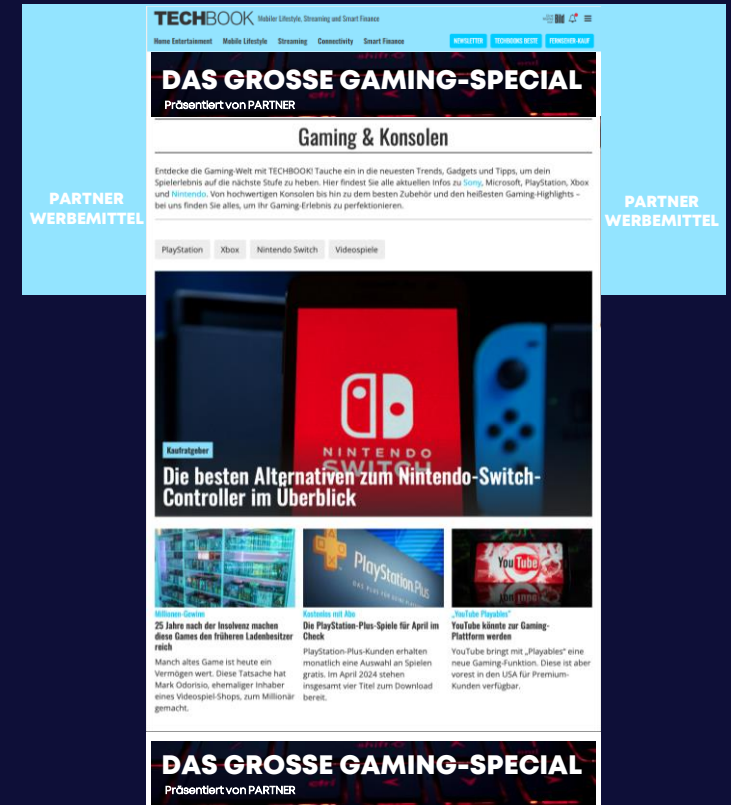 TECHBOOK Mobiler Lifestyle, Streaming und Smart Finance
Home Entertainment Mobile Lifestyle Streaming Connectivity Smart Finance NEWSLETTER TECHBOOKS BESTE FERNSEHER-KAUF
DAS GROSSE GAMING-SPECIAL
Präsentiert von PARTNER
Gaming & Konsolen
Entdecke die Gaming-Welt mit TECHBOOK! Tauche ein in die neuesten Trends, Gadgets und Tipps, um dein
Spielerlebnis auf die nächste Stufe zu heben. Hier findest Sie alle aktuellen Infos zu Sony, Microsoft, PlayStation, Xbox
und Nintendo. Von hochwertigen Konsolen bis hin zu dem besten Zubehör und den heißesten Gaming-Highlights –
bei uns finden Sie alles, um Ihr Gaming-Erlebnis zu perfektionieren.
PARTNER
WERBEMITTEL
PARTNER
WERBEMITTEL
PlayStation Xbox Nintendo Switch Videospiele
NINTENDO
SWITCH
Kaufratgeber
Die besten Alternativen zum Nintendo-Switch-
Controller im Überblick
PlayStation Plus
YouTube
Millionen-Gewinn
25 Jahre nach der Insolvenz machen
diese Games den früheren Ladenbesitzer
reich
Manch altes Game ist heute ein
Vermögen wert. Diese Tatsache hat
Mark Odorisio, ehemaliger Inhaber
eines Videospiel-Shops, zum Millionär
gemacht.
Kostenlos mit Abo
Die PlayStation-Plus-Spiele für April im
Check
PlayStation-Plus-Kunden erhalten
monatlich eine Auswahl an Spielen
gratis. Im April 2024 stehen
insgesamt vier Titel zum Download
bereit.
„YouTube Playables"
YouTube könnte zur Gaming-
Plattform werden
YouTube bringt mit „Playables" eine
neue Gaming-Funktion. Diese ist aber
vorest in den USA für Premium-
Kunden verfügbar.
DAS GROSSE GAMING-SPECIAL
Präsentiert von PARTNER